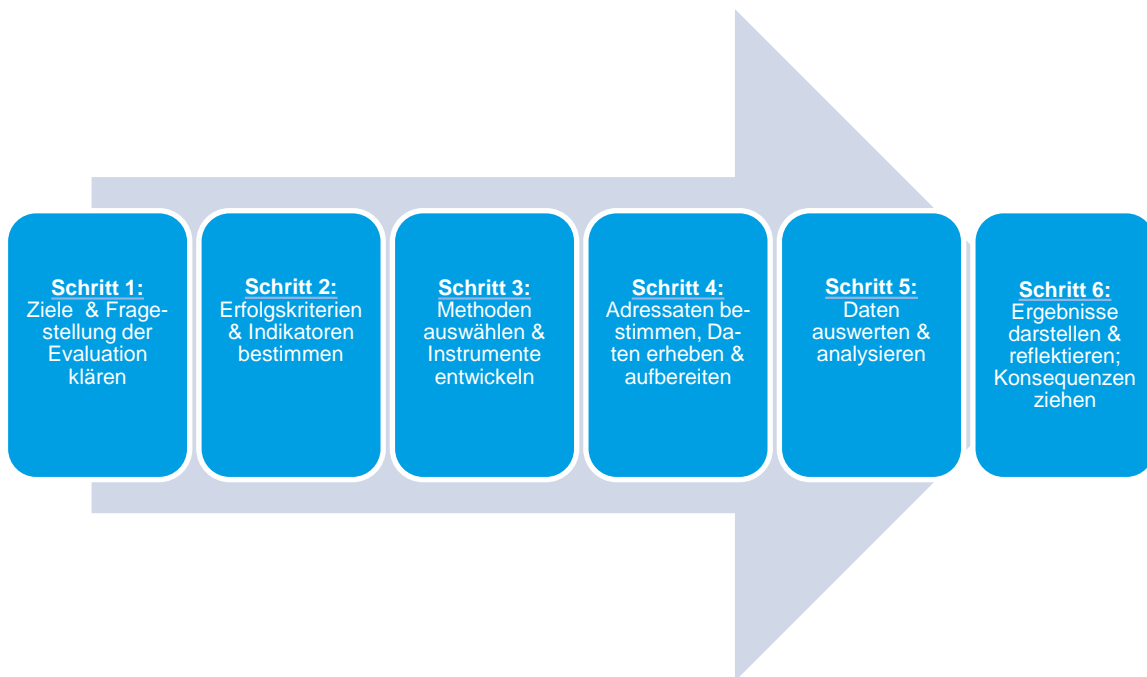 Schritt 1:
Ziele & Frage-
stellung der
Evaluation
klären
Schritt 2:
Erfolgskriterien
& Indikatoren
bestimmen
Schritt 3:
Methoden
auswählen &
Instrumente
entwickeln
Schritt 4:
Adressaten be-
stimmen, Da-
ten erheben &
aufbereiten
Schritt 5:
Daten
auswerten &
analysieren
Schritt 6:
Ergebnisse
darstellen &
reflektieren;
Konsequenzen
ziehen